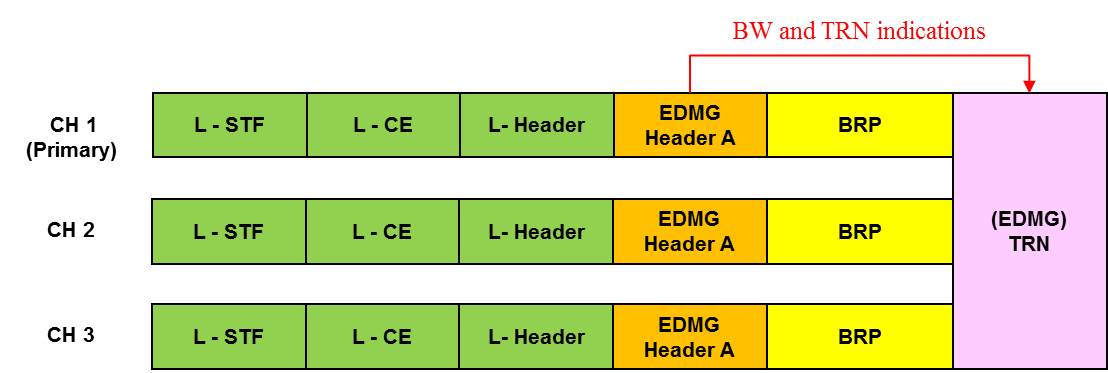 BW and TRN indications
CH 1
(Primary)
L - STF
L - CE
L- Header
EDMG
Header A
BRP
CH 2
L - STF
L - CE
L- Header
EDMG
Header A
BRP
(EDMG)
TRN
CH 3
L - STF
L - CE
L- Header
EDMG
Header A
BRP